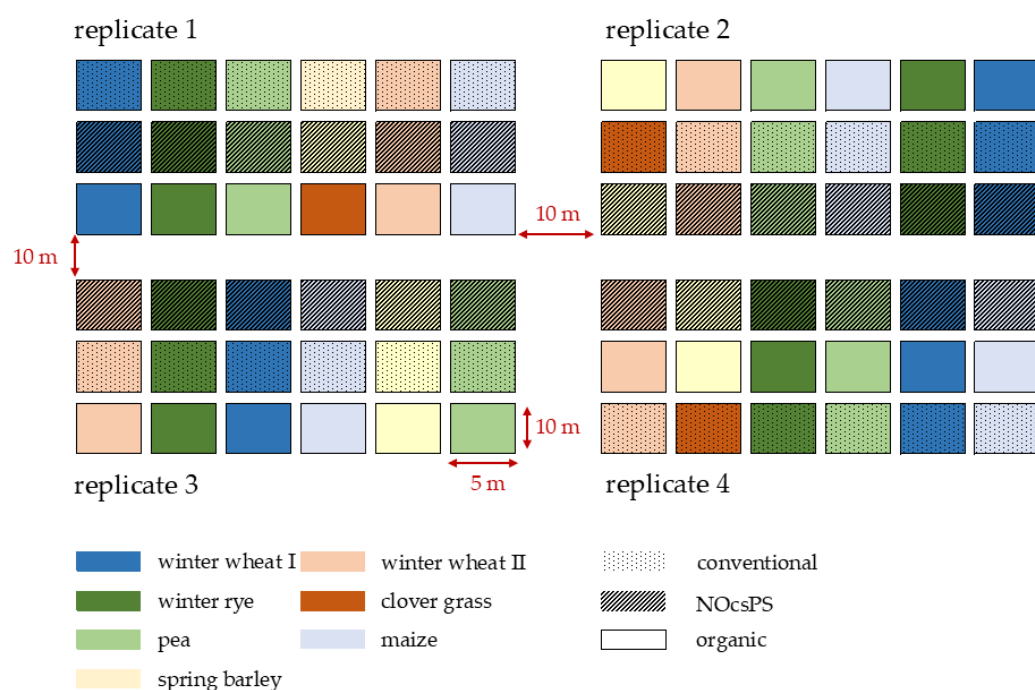 replicate 1
replicate 2
10 m
10 m
10 m
5 m
replicate 3
replicate 4
winter wheat I
winter wheat II
conventional
winter rye
clover grass
NOcsPS
pea
maize
organic
spring barley